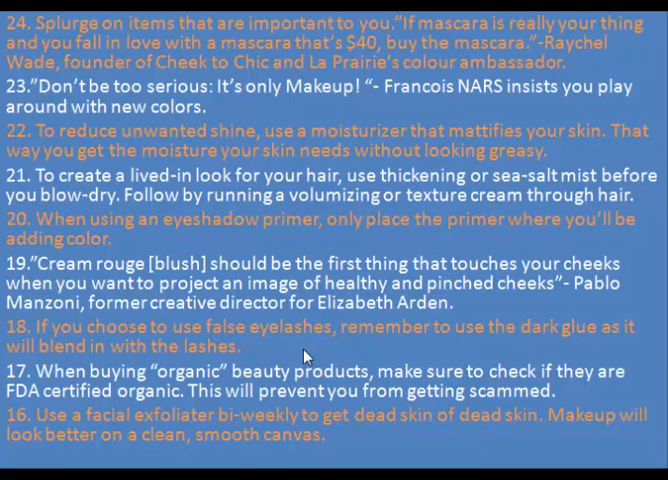 24. Splurge on items that are important to you.”If mascara is really your thing
and you fall in love with a mascara that’s $40, buy the mascara.”-Raychel
Wade, founder of Cheek to Chic and La Prairie’s colour ambassador.
23.”Don’t be too serious: It’s only Makeup! “- Francois NARS insists you play
around with new colors.
22. To reduce unwanted shine, use a moisturizer that mattifies your skin. That
way you get the moisture your skin needs without looking greasy.
21. To create a lived-in look for your hair, use thickening or sea-salt mist before
you blow-dry. Follow by running a volumizing or texture cream through hair.
20. When using an eyeshadow primer, only place the primer where you’ll be
adding color.
19.”Cream rouge [blush] should be the first thing that touches your cheeks
when you want to project an image of healthy and pinched cheeks”- Pablo
Manzoni, former creative director for Elizabeth Arden.
18. If you choose to use false eyelashes, remember to use the dark glue as it
will blend in with the lashes.
17. When buying “organic” beauty products, make sure to check if they are
FDA certified organic. This will prevent you from getting scammed.
16. Use a facial exfoliater bi-weekly to get dead skin of dead skin. Makeup will
look better on a clean, smooth canvas.